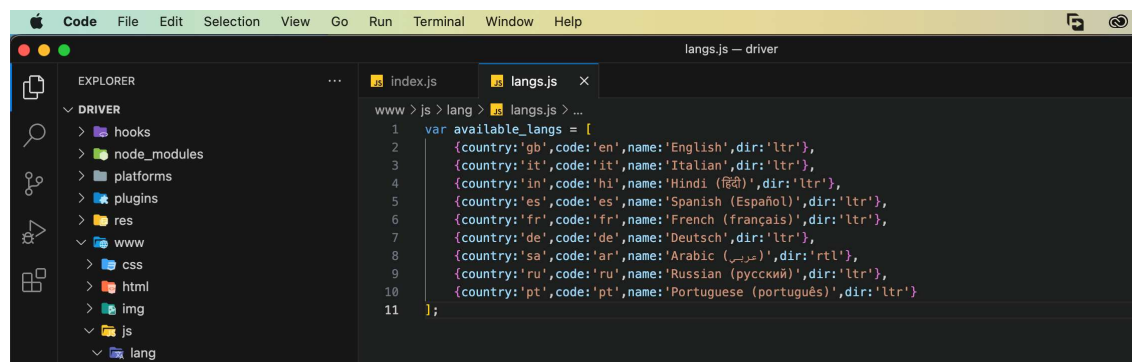 Code File Edit Selection View Go Run Terminal Window Help
langs.js — driver
EXPLORER ...
index.js
langs.js
DRIVER
hooks
node_modules
platforms
plugins
res
www
css
html
img
js
lang
www > js > lang > langs.js > ...
1 var available_langs = [
2 {country:'gb',code:'en',name:'English',dir:'ltr'},
3 {country:'it',code:'it',name:'Italian',dir:'ltr'},
4 {country:'in',code:'hi',name:'Hindi (हिंदी)',dir:'ltr'},
5 {country:'es',code:'es',name:'Spanish (Español)',dir:'ltr'},
6 {country:'fr',code:'fr',name:'French (français)',dir:'ltr'},
7 {country:'de',code:'de',name:'Deutsch',dir:'ltr'},
8 {country:'sa',code:'ar',name:'Arabic (عربي)',dir:'rtl'},
9 {country:'ru',code:'ru',name:'Russian (русский)',dir:'ltr'},
10 {country:'pt',code:'pt',name:'Portuguese (português)',dir:'ltr'}
11 ];